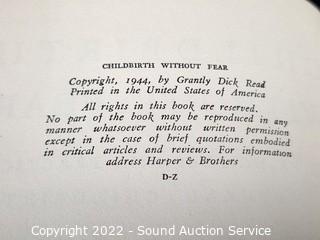 CHILDBIRTH WITHOUT FEAR
Copyright, 1944, by Grantly Dick Read
Printed in the United States of America
All rights in this book are reserved.
No part of the book may be reproduced in any
manner whatsoever without written permission
except in the case of brief quotations embodied
in critical articles and reviews. For information
address Harper & Brothers
D-Z
Copyright 2022 - Sound Auction Service